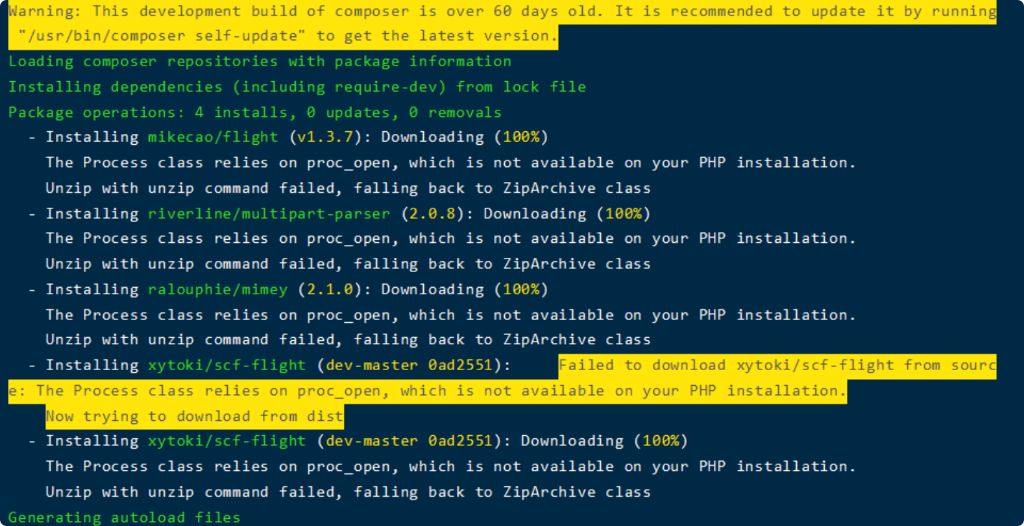 Warning: This development build of composer is over 60 days old. It is recommended to update it by running
"/usr/bin/composer self-update" to get the latest version.
Loading composer repositories with package information
Installing dependencies (including require-dev) from lock file
Package operations: 4 installs, 0 updates, 0 removals
- Installing mikecao/flight (v1.3.7): Downloading (100%)
The Process class relies on proc_open, which is not available on your PHP installation.
Unzip with unzip command failed, falling back to ZipArchive class
- Installing riverline/multipart-parser (2.0.8): Downloading (100%)
The Process class relies on proc_open, which is not available on your PHP installation.
Unzip with unzip command failed, falling back to ZipArchive class
- Installing ralouphie/mimey (2.1.0): Downloading (100%)
The Process class relies on proc_open, which is not available on your PHP installation.
Unzip with unzip command failed, falling back to ZipArchive class
- Installing xytoki/scf-flight (dev-master 0ad2551):    Failed to download xytoki/scf-flight from sourc
e: The Process class relies on proc_open, which is not available on your PHP installation.
Now trying to download from dist
- Installing xytoki/scf-flight (dev-master 0ad2551): Downloading (100%)
The Process class relies on proc_open, which is not available on your PHP installation.
Unzip with unzip command failed, falling back to ZipArchive class
Generating autoload files